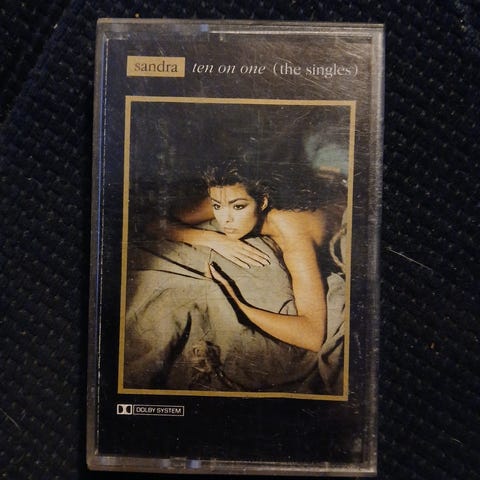 sandra ten on one (the singles)
DOLBY SYSTEM